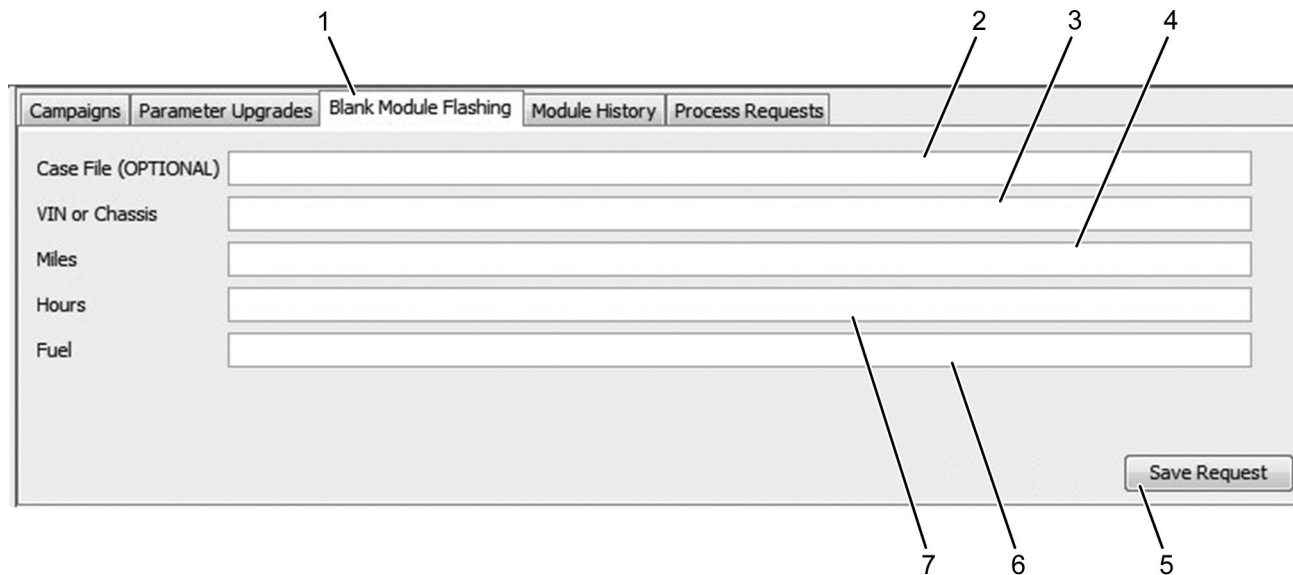 1 2 3 4
Campaigns Parameter Upgrades Blank Module Flashing Module History Process Requests
Case File (OPTIONAL)
VIN or Chassis
Miles
Hours
Fuel
Save Request
7 6 5